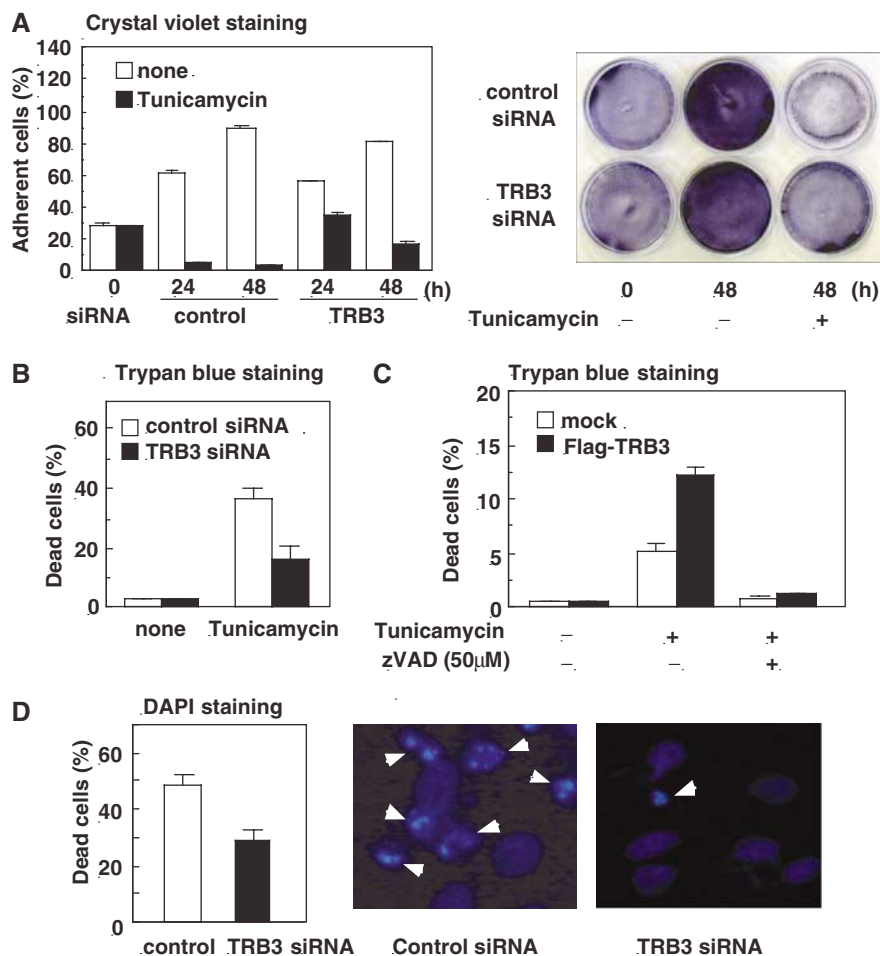 A Crystal violet staining
Adherent cells (%)
140
120
100
80
60
40
20
0
none
Tunicamycin
0 24 48 24 48 (h)
siRNA control TRB3
control siRNA
TRB3 siRNA
0 48 48 (h)
Tunicamycin – – +
B Trypan blue staining
Dead cells (%)
60
40
20
0
control siRNA
TRB3 siRNA
none Tunicamycin
C Trypan blue staining
Dead cells (%)
20
15
10
5
0
mock
Flag-TRB3
Tunicamycin – + +
zVAD (50μM) – – +
D DAPI staining
Dead cells (%)
60
40
20
0
control TRB3 siRNA
Control siRNA
TRB3 siRNA